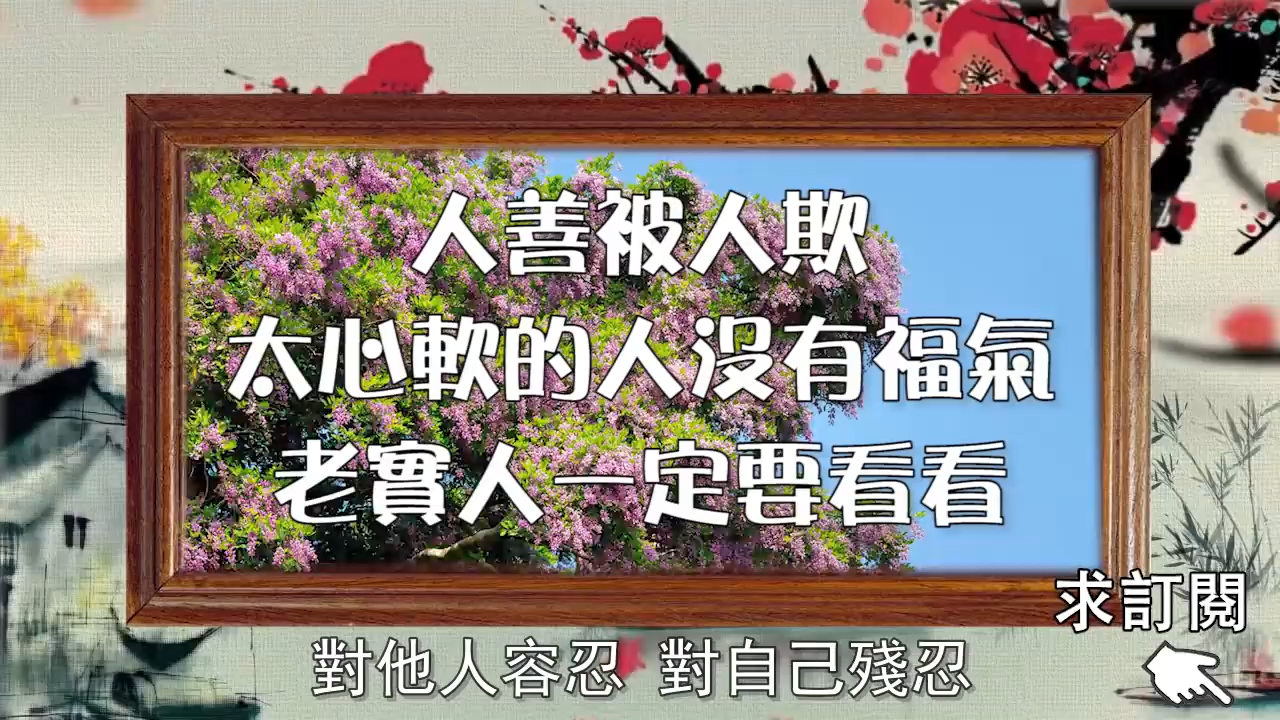 人善被人欺
太心軟的人沒有福氣
老實人一定要看看
求訂閱
對他人容忍 對自己殘忍